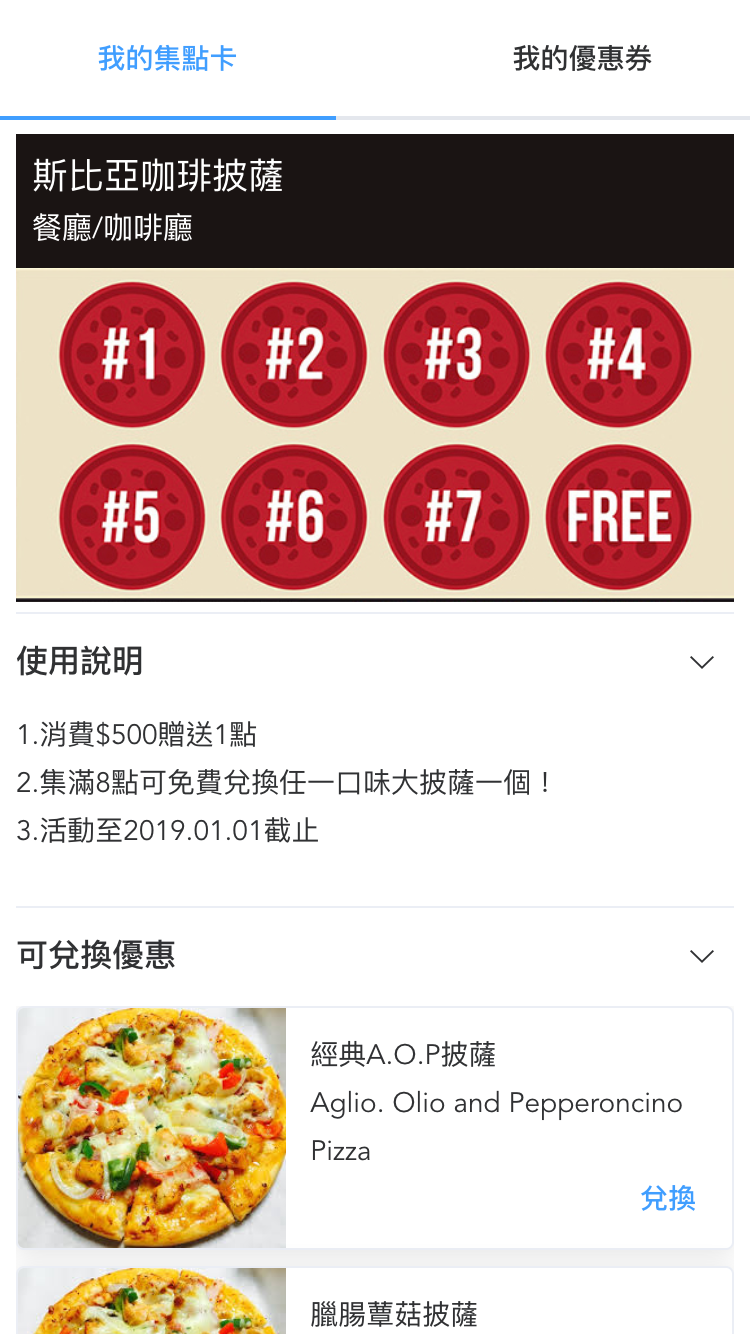 我的集點卡
我的優惠券
斯比亞咖琲披薩
餐廳/咖啡廳
#1 #2 #3 #4
#5 #6 #7 FREE
使用說明
1.消費$500贈送1點
2.集滿8點可免費兌換任一口味大披薩一個！
3.活動至2019.01.01截止
可兌換優惠
經典A.O.P披薩
Aglio. Olio and Pepperoncino
Pizza
兌換
臘腸蕈菇披薩